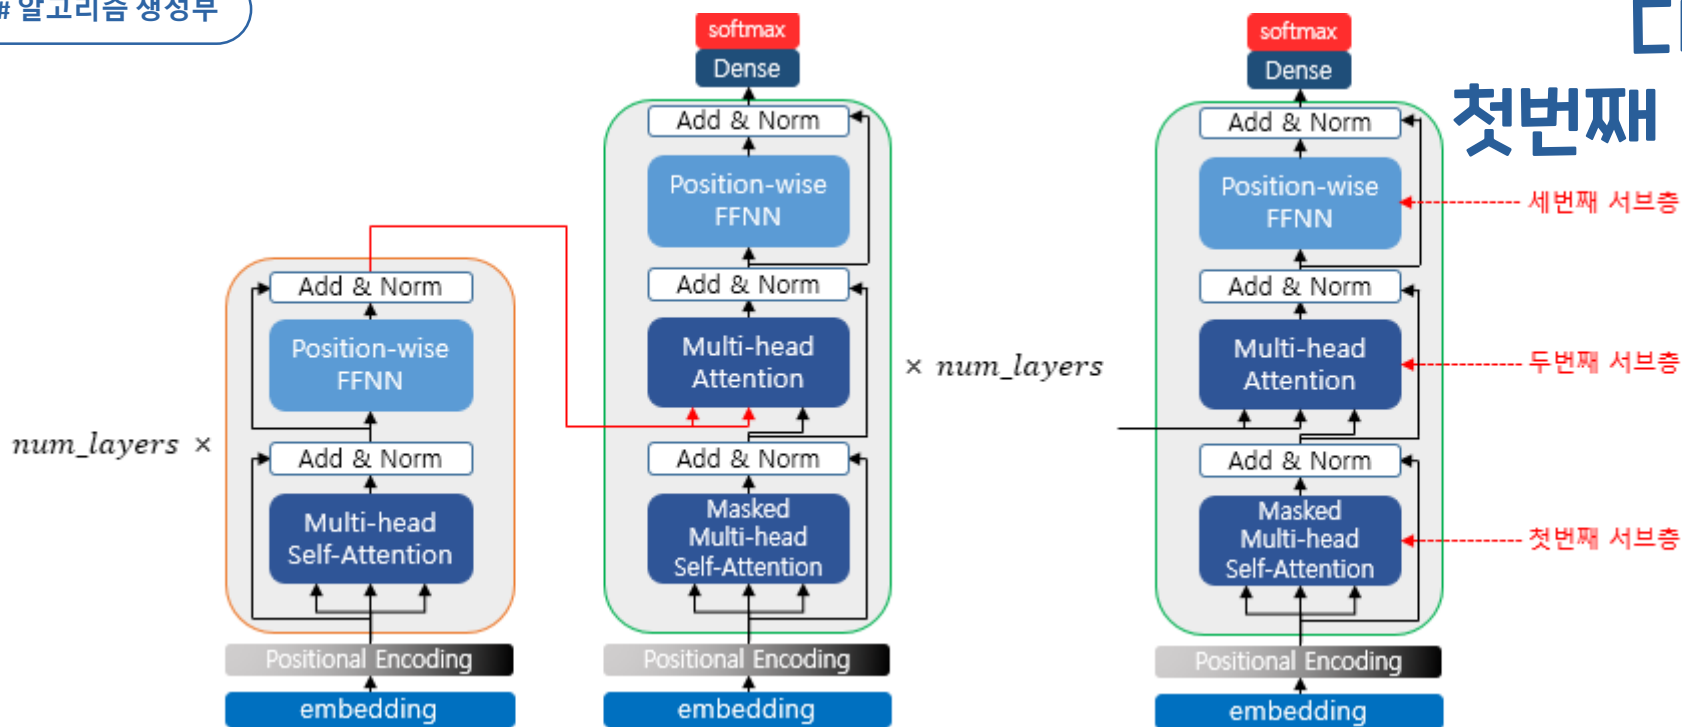 # 알고리즘 생성부
첫번째
num_layers ×
Add & Norm
Position-wise
FFNN
Add & Norm
Multi-head
Self-Attention
Positional Encoding
embedding
softmax
Dense
Add & Norm
Position-wise
FFNN
Add & Norm
Multi-head
Attention
Add & Norm
Masked
Multi-head
Self-Attention
Positional Encoding
embedding
× num_layers
softmax
Dense
Add & Norm
Position-wise
FFNN
세번째 서브층
Add & Norm
Multi-head
Attention
두번째 서브층
Add & Norm
Masked
Multi-head
Self-Attention
첫번째 서브층
Positional Encoding
embedding